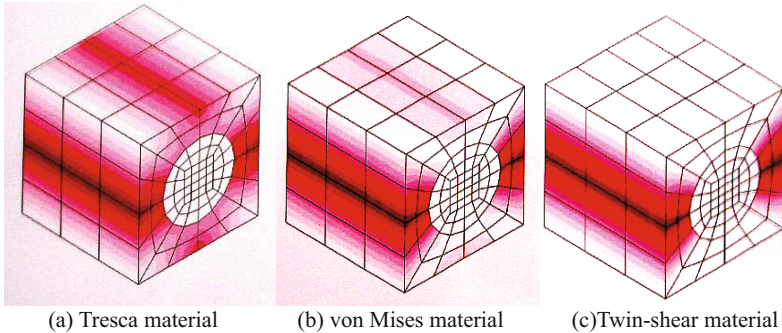 (a) Tresca material
(b) von Mises material
(c)Twin-shear material